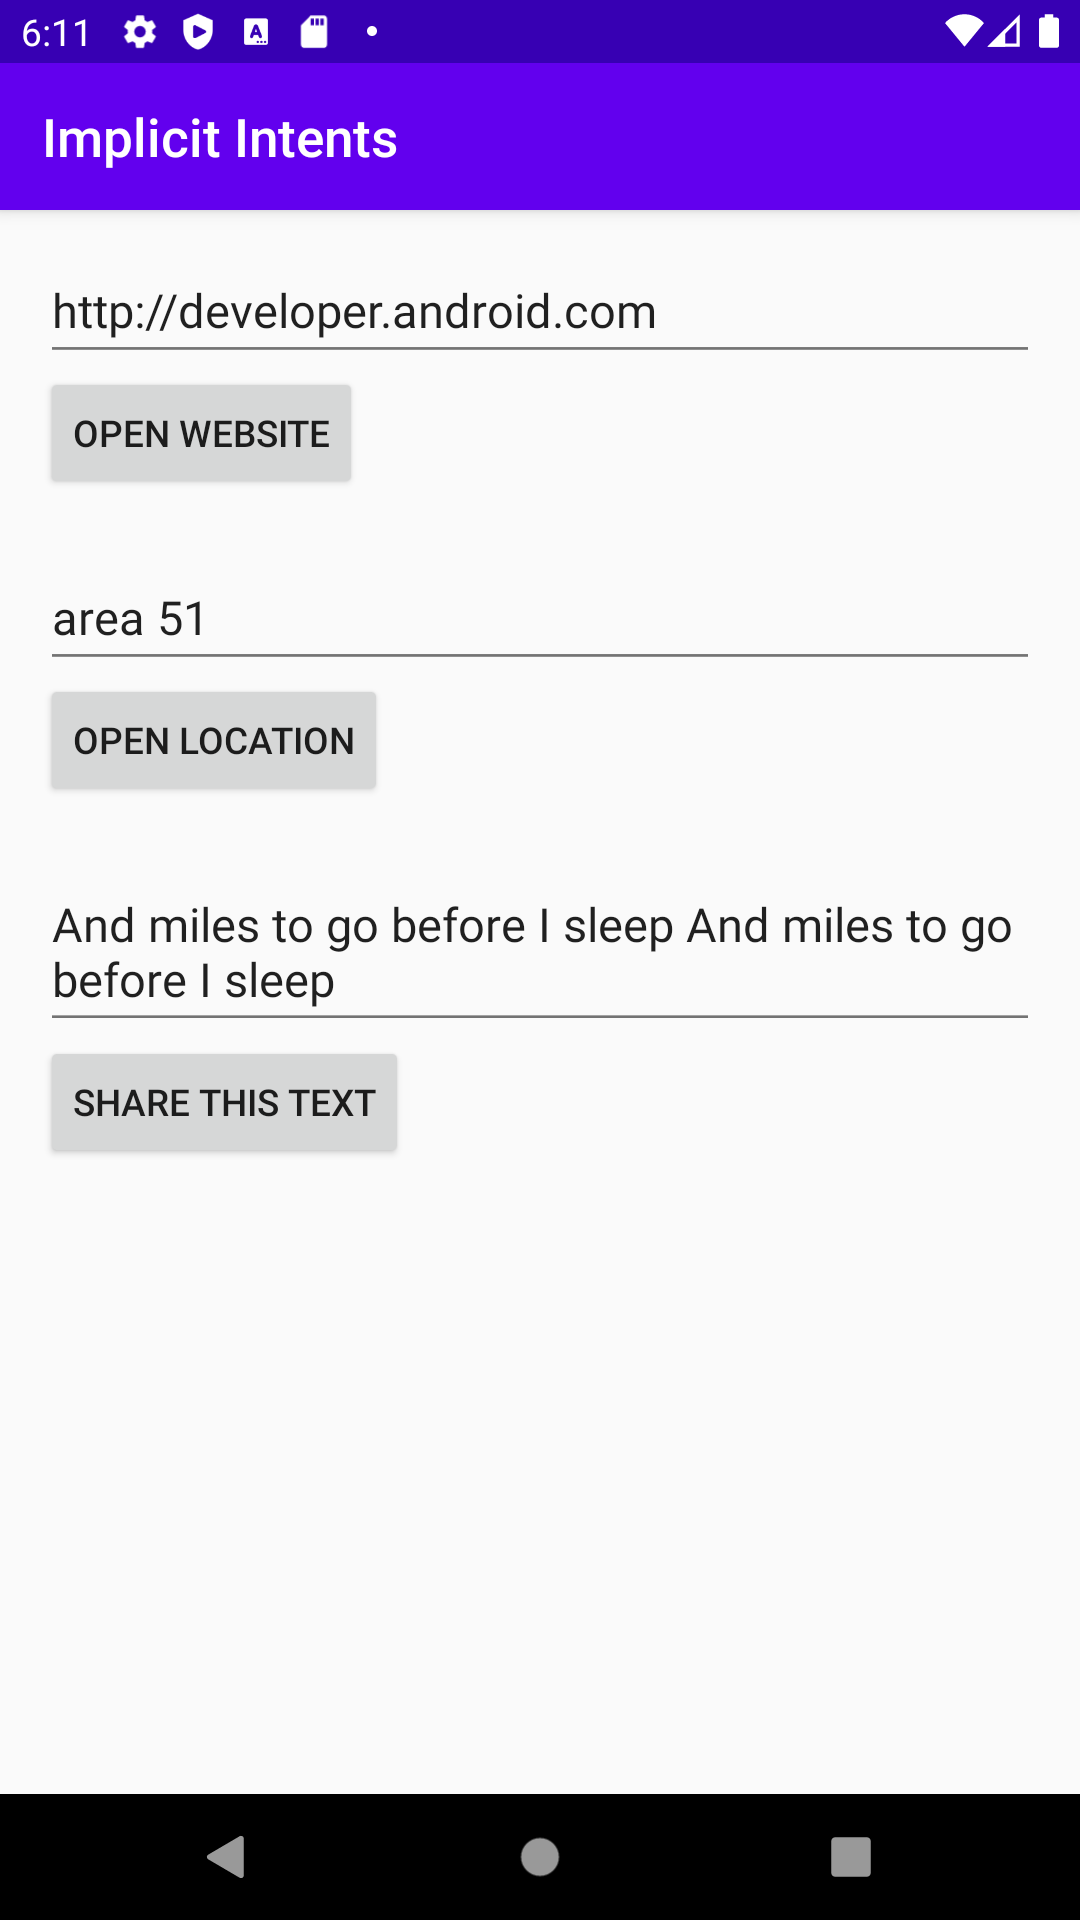 6:11
Implicit Intents
http://developer.android.com
OPEN WEBSITE
area 51
OPEN LOCATION
And miles to go before I sleep And miles to go
before I sleep
SHARE THIS TEXT